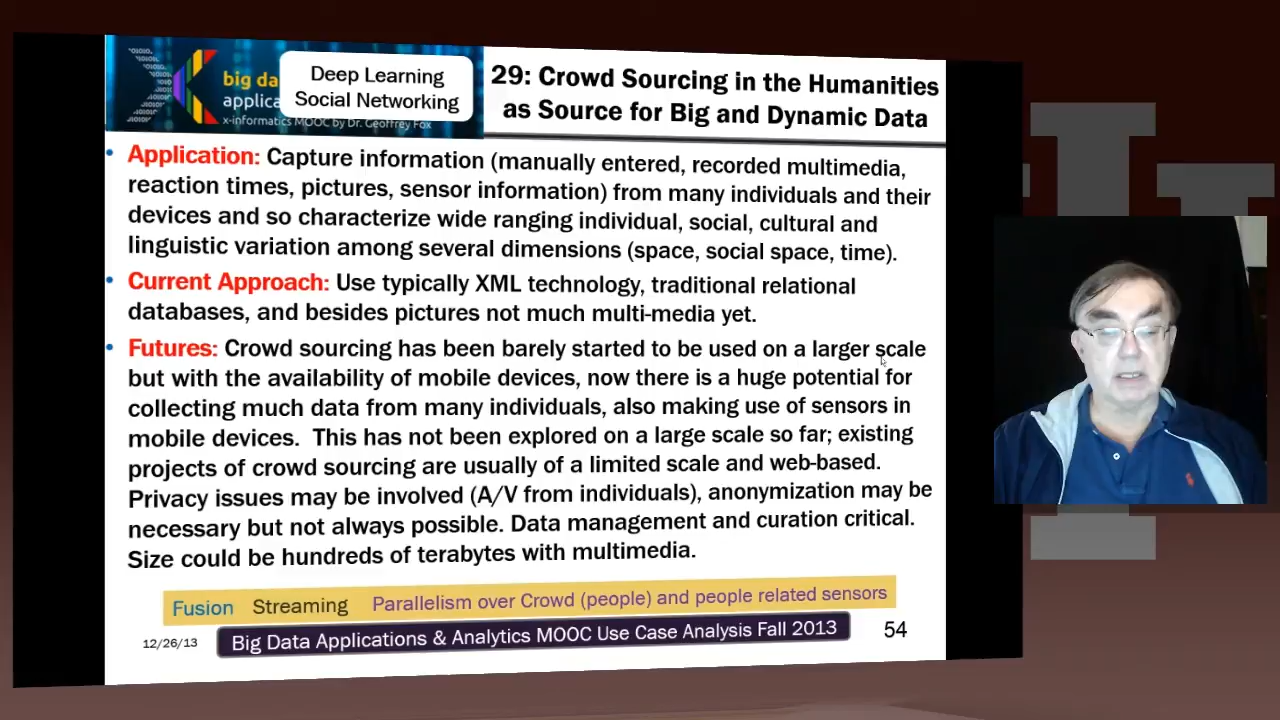 big da
applica
x-informatics MOOC by Dr. Geoffrey Fox
Deep Learning
Social Networking
29: Crowd Sourcing in the Humanities
as Source for Big and Dynamic Data
• Application: Capture information (manually entered, recorded multimedia,
reaction times, pictures, sensor information) from many individuals and their
devices and so characterize wide ranging individual, social, cultural and
linguistic variation among several dimensions (space, social space, time).
• Current Approach: Use typically XML technology, traditional relational
databases, and besides pictures not much multi-media yet.
• Futures: Crowd sourcing has been barely started to be used on a larger scale
but with the availability of mobile devices, now there is a huge potential for
collecting much data from many individuals, also making use of sensors in
mobile devices. This has not been explored on a large scale so far; existing
projects of crowd sourcing are usually of a limited scale and web-based.
Privacy issues may be involved (A/V from individuals), anonymization may be
necessary but not always possible. Data management and curation critical.
Size could be hundreds of terabytes with multimedia.
Fusion Streaming Parallelism over Crowd (people) and people related sensors
12/26/13 Big Data Applications & Analytics MOOC Use Case Analysis Fall 2013 54